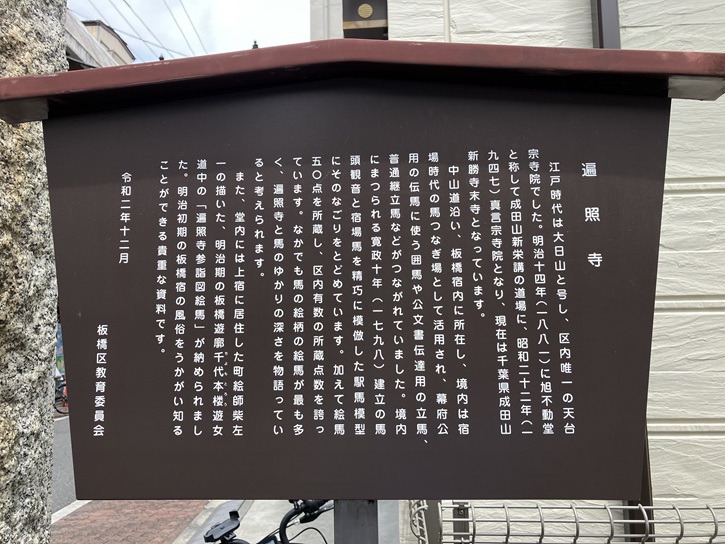 遍照寺
江戸時代は大日山と号し、区内唯一の天台
宗寺院でした。明治十四年(一八八一)に旭不動堂
と称して成田山新栄講の道場に、昭和二十二年(一
九四七)真言宗寺院となり、現在は千葉県成田山
新勝寺末寺となっています。
中山道沿い、板橋宿内に所在し、境内は宿
場時代の馬つなぎ場として活用され、幕府公
用の伝馬に使う囲馬や公文書伝達用の立馬、
普通継立馬などがつながれていました。境内
にまつられる寛政十年(一七九八)建立の馬
頭観音と宿場馬を精巧に模倣した駅馬模型
にそのなごりをとどめています。加えて絵馬
五〇点を所蔵し、区内有数の所蔵点数を誇っ
ています。なかでも馬の絵柄の絵馬が最も多
く、遍照寺と馬のゆかりの深さを物語ってい
ると考えられます。
また、堂内には上宿に居住した町絵師柴左
一の描いた、明治期の板橋遊廓千代本楼遊女
道中の「遍照寺参詣図絵馬」が納められまし
た。明治初期の板橋宿の風俗をうかがい知る
ことができる貴重な資料です。
令和二年十二月
板橋区教育委員会